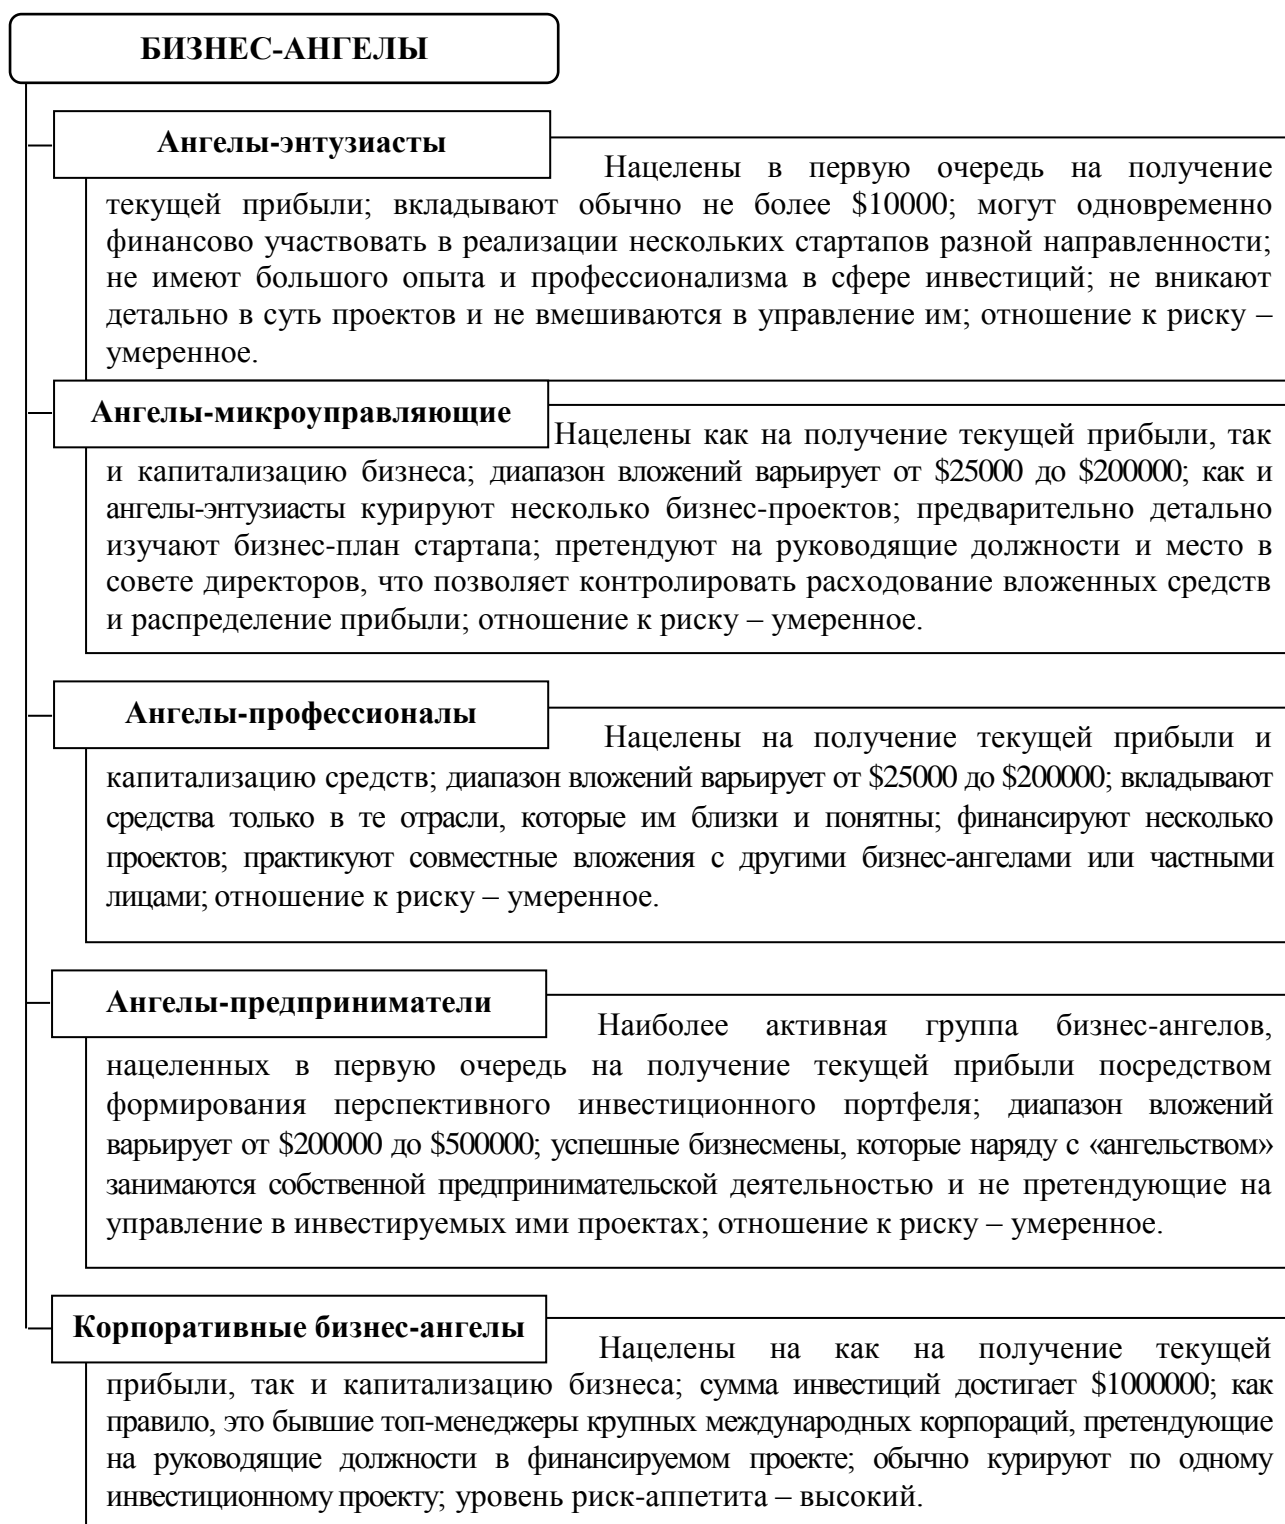 БИЗНЕС-АНГЕЛЫ
Ангелы-энтузиасты
Нацелены в первую очередь на получение
текущей прибыли; вкладывают обычно не более $10000; могут одновременно
финансово участвовать в реализации нескольких стартапов разной направленности;
не имеют большого опыта и профессионализма в сфере инвестиций; не вникают
детально в суть проектов и не вмешиваются в управление им; отношение к риску –
умеренное.
Ангелы-микроуправляющие
Нацелены как на получение текущей прибыли, так
и капитализацию бизнеса; диапазон вложений варьирует от $25000 до $200000; как и
ангелы-энтузиасты курируют несколько бизнес-проектов; предварительно детально
изучают бизнес-план стартапа; претендуют на руководящие должности и место в
совете директоров, что позволяет контролировать расходование вложенных средств
и распределение прибыли; отношение к риску – умеренное.
Ангелы-профессионалы
Нацелены на получение текущей прибыли и
капитализацию средств; диапазон вложений варьирует от $25000 до $200000; вкладывают
средства только в те отрасли, которые им близки и понятны; финансируют несколько
проектов; практикуют совместные вложения с другими бизнес-ангелами или частными
лицами; отношение к риску – умеренное.
Ангелы-предприниматели
Наиболее активная группа бизнес-ангелов,
нацеленных в первую очередь на получение текущей прибыли посредством
формирования перспективного инвестиционного портфеля; диапазон вложений
варьирует от $200000 до $500000; успешные бизнесмены, которые наряду с «ангельством»
занимаются собственной предпринимательской деятельностью и не претендующие на
управление в инвестируемых ими проектах; отношение к риску – умеренное.
Корпоративные бизнес-ангелы
Нацелены на как на получение текущей
прибыли, так и капитализацию бизнеса; сумма инвестиций достигает $1000000; как
правило, это бывшие топ-менеджеры крупных международных корпораций, претендующие
на руководящие должности в финансируемом проекте; обычно курируют по одному
инвестиционному проекту; уровень риск-аппетита – высокий.